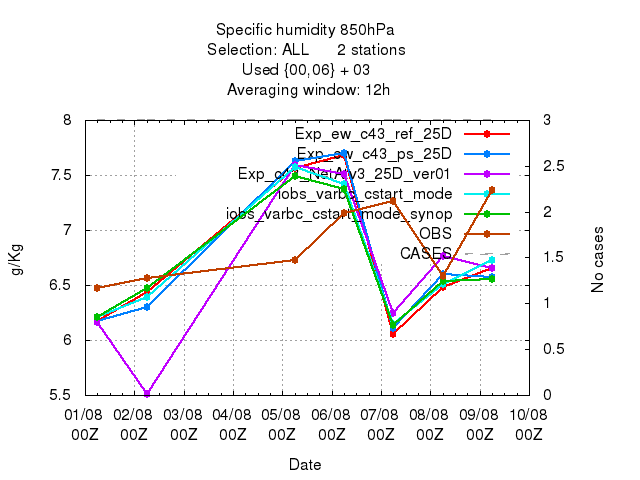 Specific humidity 850hPa
Selection: ALL 2 stations
Used {00,06} + 03
Averaging window: 12h
8
7.5
7
6.5
6
5.5
g/Kg
3
2.5
2
1.5
1
0.5
0
No cases
Exp_ew_c43_ref_25D
Exp_ew_c43_ps_25D
iobs_varbc_cstart_mode
iobs_varbc_cstart_mode_synop
OBS
CASES
01/08 02/08 03/08 04/08 05/08 06/08 07/08 08/08 09/08 10/08
00Z 00Z 00Z 00Z 00Z 00Z 00Z 00Z 00Z 00Z
Date